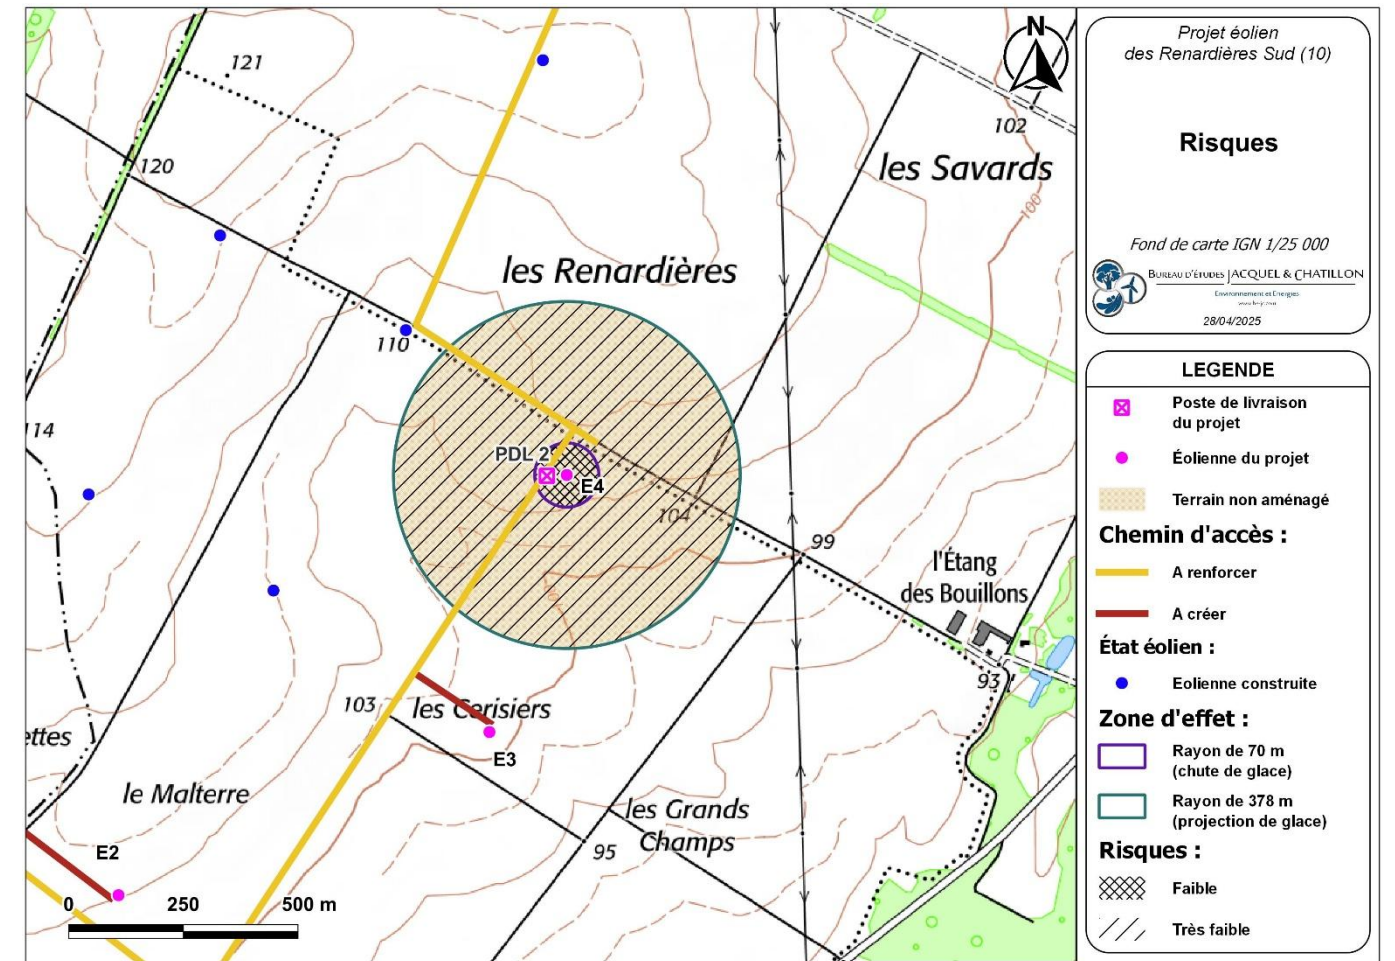 121
120
102
les Savards
100
les Renardières
110
114
PDL 2
E4
104
99
l'Étang
des Bouillons
93
103
les Cerisiers
E3
ettes
le Malterre
les Grands
Champs
95
E2
0 250 500 m
N
Projet éolien
des Renardières Sud (10)
Risques
Fond de carte IGN 1/25 000
BUREAU D'ÉTUDES JACQUEL & CHATILLON
Environnement et Energies
28/04/2025
LEGENDE
Poste de livraison
du projet
Éolienne du projet
Terrain non aménagé
Chemin d'accès :
A renforcer
A créer
État éolien :
Eolienne construite
Zone d'effet :
Rayon de 70 m
(chute de glace)
Rayon de 378 m
(projection de glace)
Risques :
Faible
Très faible